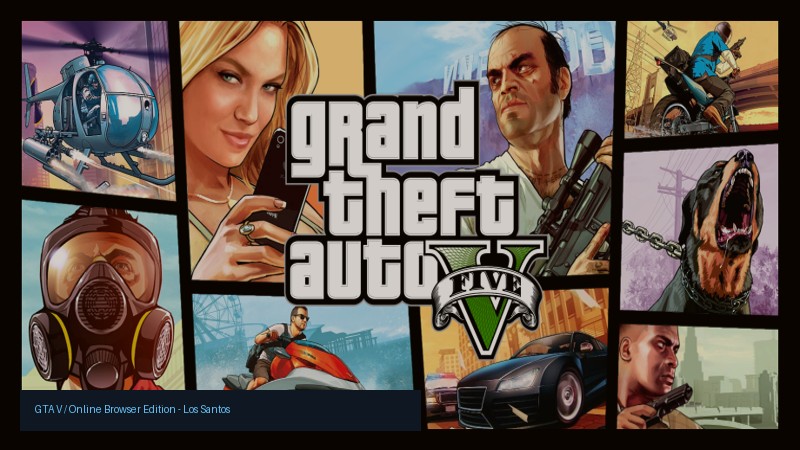 grand
theft
auto V
FIVE
GTA V / Online Browser Edition - Los Santos